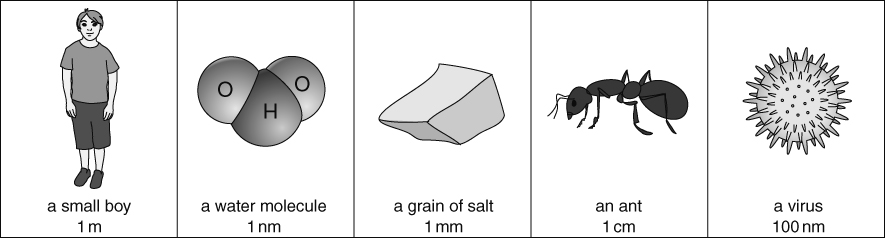 O
H
O
a small boy
1 m
a water molecule
1 nm
a grain of salt
1 mm
an ant
1 cm
a virus
100 nm